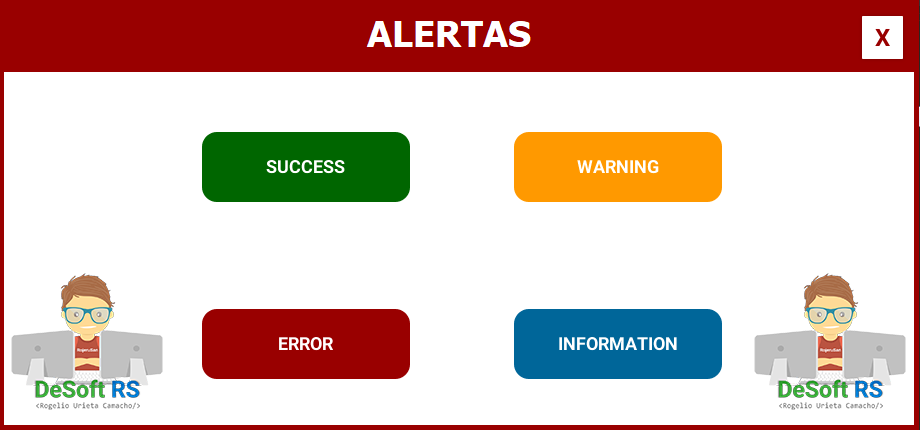 ALERTAS
X
SUCCESS
WARNING
ERROR
INFORMATION
DeSoft RS
<Rogelio Urieta Camacho/>
DeSoft RS
<Rogelio Urieta Camacho/>